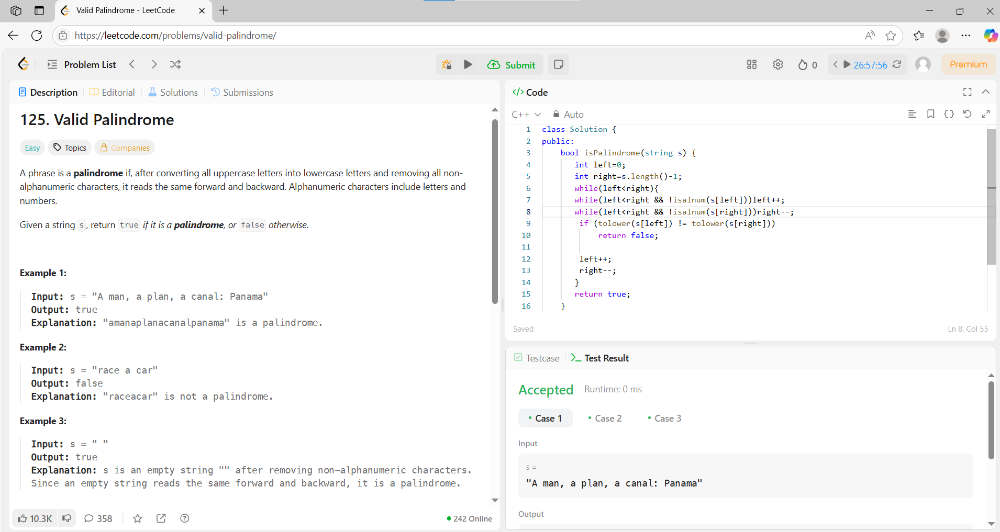 Valid Palindrome - LeetCode
https://leetcode.com/problems/valid-palindrome/
Problem List
Submit
0
26:57:56
Premium
Description
Editorial
Solutions
Submissions
125. Valid Palindrome
Easy
Topics
Companies
A phrase is a palindrome if, after converting all uppercase letters into lowercase letters and removing all non-
alphanumeric characters, it reads the same forward and backward. Alphanumeric characters include letters and
numbers.
Given a string s, return true if it is a palindrome, or false otherwise.
Example 1:
Input: s = "A man, a plan, a canal: Panama"
Output: true
Explanation: "amanaplanacanalpanama" is a palindrome.
Example 2:
Input: s = "race a car"
Output: false
Explanation: "raceacar" is not a palindrome.
Example 3:
Input: s = " "
Output: true
Explanation: s is an empty string "" after removing non-alphanumeric characters.
Since an empty string reads the same forward and backward, it is a palindrome.
10.3K
358
242 Online
</> Code
C++
Auto
1 class Solution {
2 public:
3 bool isPalindrome(string s) {
4 int left=0;
5 int right=s.length()-1;
6 while(left<right){
7 while(left<right && !isalnum(s[left]))left++;
8 while(left<right && !isalnum(s[right]))right--;
9 if (tolower(s[left]) != tolower(s[right]))
10 return false;
11
12 left++;
13 right--;
14 }
15 return true;
16 }
Saved
Ln 8, Col 55
Testcase
Test Result
Accepted
Runtime: 0 ms
Case 1
Case 2
Case 3
Input
s =
"A man, a plan, a canal: Panama"
Output